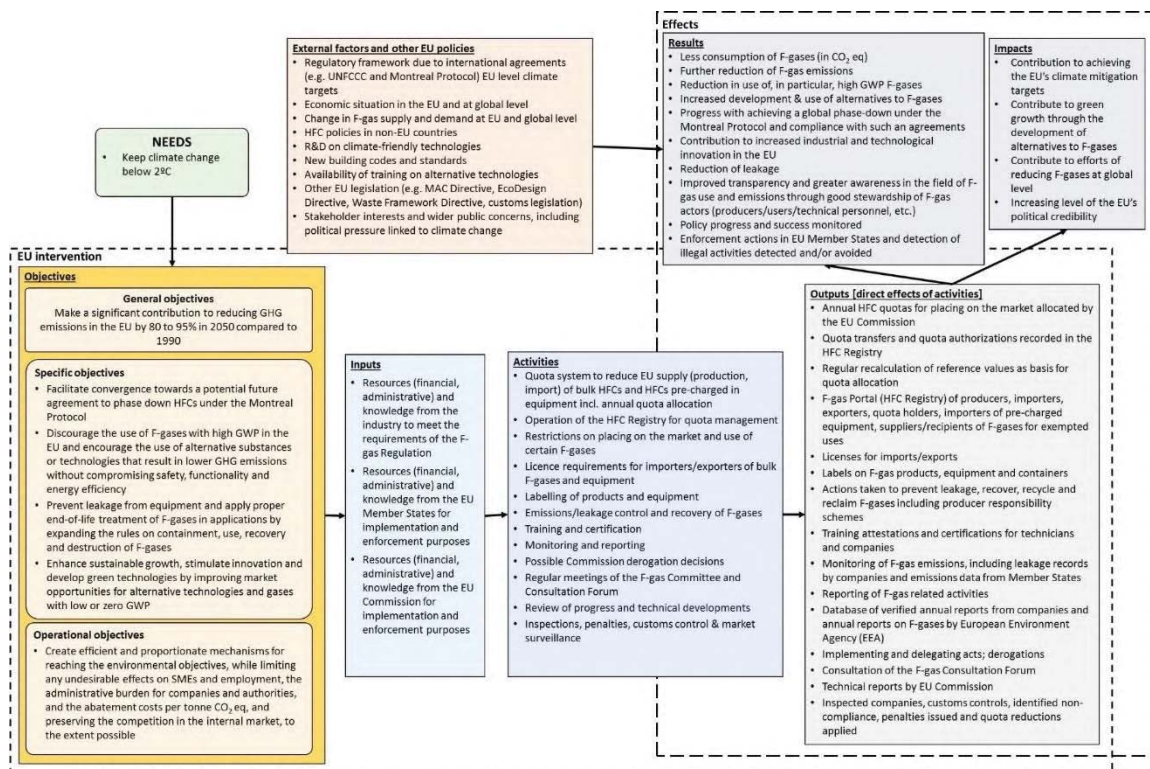 NEEDS
• Keep climate change
below 2ºC
External factors and other EU policies
• Regulatory framework due to international agreements
(e.g. UNFCCC and Montreal Protocol) EU level climate
targets
• Economic situation in the EU and at global level
• Change in F-gas supply and demand at EU and global level
• HFC policies in non-EU countries
• R&D on climate-friendly technologies
• New building codes and standards
• Availability of training on alternative technologies
• Other EU legislation (e.g. MAC Directive, EcoDesign
Directive, Waste Framework Directive, customs legislation)
• Stakeholder interests and wider public concerns, including
political pressure linked to climate change
Effects
Results
• Less consumption of F-gases (in CO₂ eq)
• Further reduction of F-gas emissions
• Reduction in use of, in particular, high GWP F-gases
• Increased development & use of alternatives to F-gases
• Progress with achieving a global phase-down under the
Montreal Protocol and compliance with such an agreements
• Contribution to increased industrial and technological
innovation in the EU
• Reduction of leakage
• Improved transparency and greater awareness in the field of F-
gas use and emissions through good stewardship of F-gas
actors (producers/users/technical personnel, etc.)
• Policy progress and success monitored
• Enforcement actions in EU Member States and detection of
illegal activities detected and/or avoided
Impacts
• Contribution to achieving
the EU's climate mitigation
targets
• Contribute to green
growth through the
development of
alternatives to F-gases
• Contribute to efforts of
reducing F-gases at global
level
• Increasing level of the EU's
political credibility
EU intervention
Objectives
General objectives
Make a significant contribution to reducing GHG
emissions in the EU by 80 to 95% in 2050 compared to
1990
Specific objectives
• Facilitate convergence towards a potential future
agreement to phase down HFCs under the Montreal
Protocol
• Discourage the use of F-gases with high GWP in the
EU and encourage the use of alternative substances
or technologies that result in lower GHG emissions
without compromising safety, functionality and
energy efficiency
• Prevent leakage from equipment and apply proper
end-of-life treatment of F-gases in applications by
expanding the rules on containment, use, recovery
and destruction of F-gases
• Enhance sustainable growth, stimulate innovation and
develop green technologies by improving market
opportunities for alternative technologies and gases
with low or zero GWP
Operational objectives
• Create efficient and proportionate mechanisms for
reaching the environmental objectives, while limiting
any undesirable effects on SMEs and employment, the
administrative burden for companies and authorities,
and the abatement costs per tonne CO₂ eq, and
preserving the competition in the internal market, to
the extent possible
Inputs
• Resources (financial,
administrative) and
knowledge from the
industry to meet the
requirements of the F-
gas Regulation
• Resources (financial,
administrative) and
knowledge from the EU
Member States for
implementation and
enforcement purposes
• Resources (financial,
administrative) and
knowledge from the EU
Commission for
implementation and
enforcement purposes
Activities
• Quota system to reduce EU supply (production,
import) of bulk HFCs and HFCs pre-charged in
equipment incl. annual quota allocation
• Operation of the HFC Registry for quota management
• Restrictions on placing on the market and use of
certain F-gases
• Licence requirements for importers/exporters of bulk
F-gases and equipment
• Labelling of products and equipment
• Emissions/leakage control and recovery of F-gases
• Training and certification
• Monitoring and reporting
• Possible Commission derogation decisions
• Regular meetings of the F-gas Committee and
Consultation Forum
• Review of progress and technical developments
• Inspections, penalties, customs control & market
surveillance
Outputs [direct effects of activities]
• Annual HFC quotas for placing on the market allocated by
the EU Commission
• Quota transfers and quota authorizations recorded in the
HFC Registry
• Regular recalculation of reference values as basis for
quota allocation
• F-gas Portal (HFC Registry) of producers, importers,
exporters, quota holders, importers of pre-charged
equipment, suppliers/recipients of F-gases for exempted
uses
• Licenses for imports/exports
• Labels on F-gas products, equipment and containers
• Actions taken to prevent leakage, recover, recycle and
reclaim F-gases including producer responsibility
schemes
• Training attestations and certifications for technicians
and companies
• Monitoring of F-gas emissions, including leakage records
by companies and emissions data from Member States
• Reporting of F-gas related activities
• Database of verified annual reports from companies and
annual reports on F-gases by European Environment
Agency (EEA)
• Implementing and delegating acts; derogations
• Consultation of the F-gas Consultation Forum
• Technical reports by EU Commission
• Inspected companies, customs controls, identified non-
compliance, penalties issued and quota reductions
applied